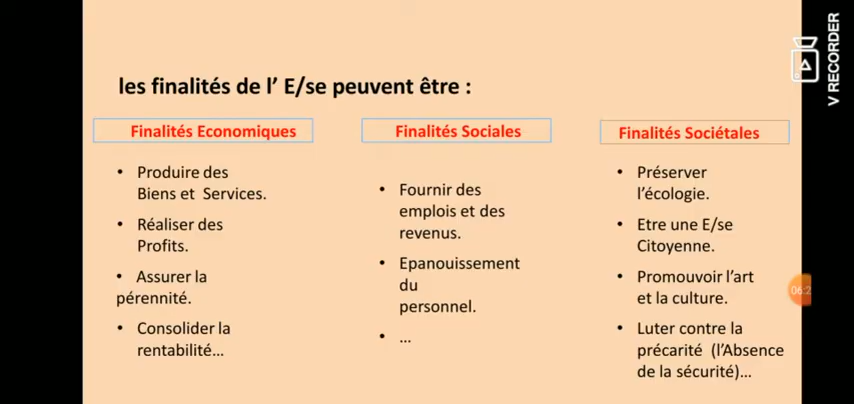 les finalités de l' E/se peuvent être :
Finalités Economiques
• Produire des
Biens et Services.
• Réaliser des
Profits.
• Assurer la
pérennité.
• Consolider la
rentabilité...
Finalités Sociales
• Fournir des
emplois et des
revenus.
• Epanouissement
du
personnel.
• ...
Finalités Sociétales
• Préserver
l'écologie.
• Etre une E/se
Citoyenne.
• Promouvoir l'art
et la culture.
• Luter contre la
précarité (l'Absence
de la sécurité)...
V RECORDER